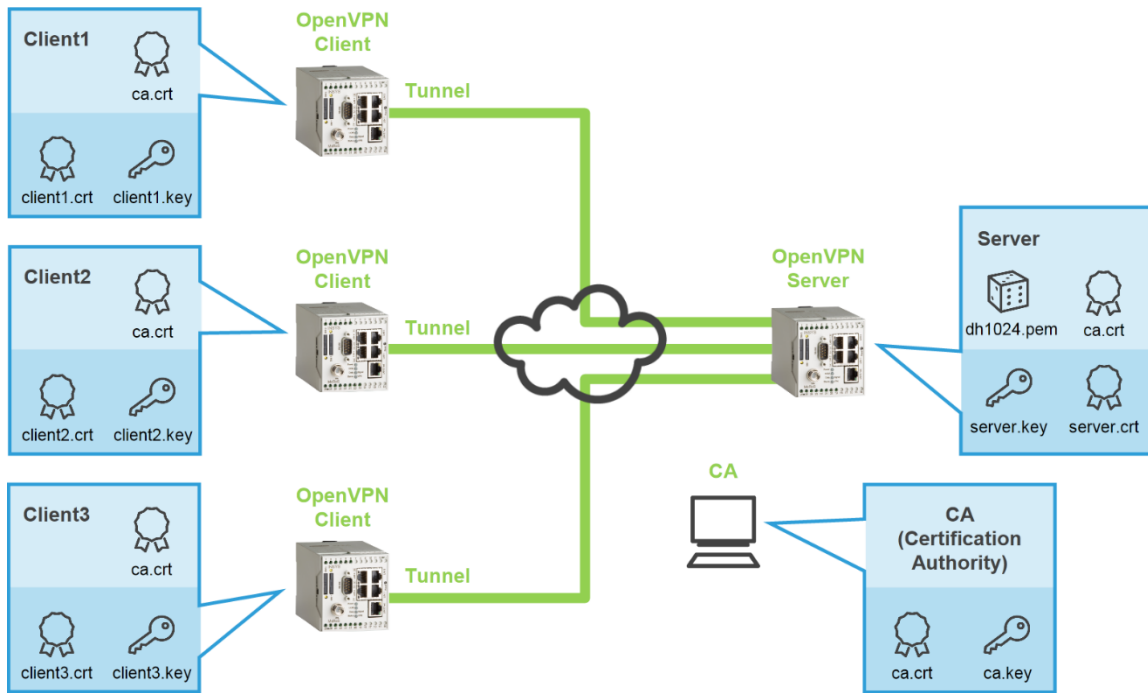 Client1
ca.crt
client1.crt
client1.key
OpenVPN
Client
Tunnel
Client2
ca.crt
client2.crt
client2.key
OpenVPN
Client
Tunnel
Client3
ca.crt
client3.crt
client3.key
OpenVPN
Client
Tunnel
OpenVPN
Server
Server
dh1024.pem
ca.crt
server.key
server.crt
CA
CA
(Certification
Authority)
ca.crt
ca.key